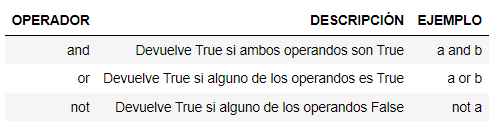 OPERADOR DESCRIPCIÓN EJEMPLO
and Devuelve True si ambos operandos son True a and b
or Devuelve True si alguno de los operandos es True a or b
not Devuelve True si alguno de los operandos False not a